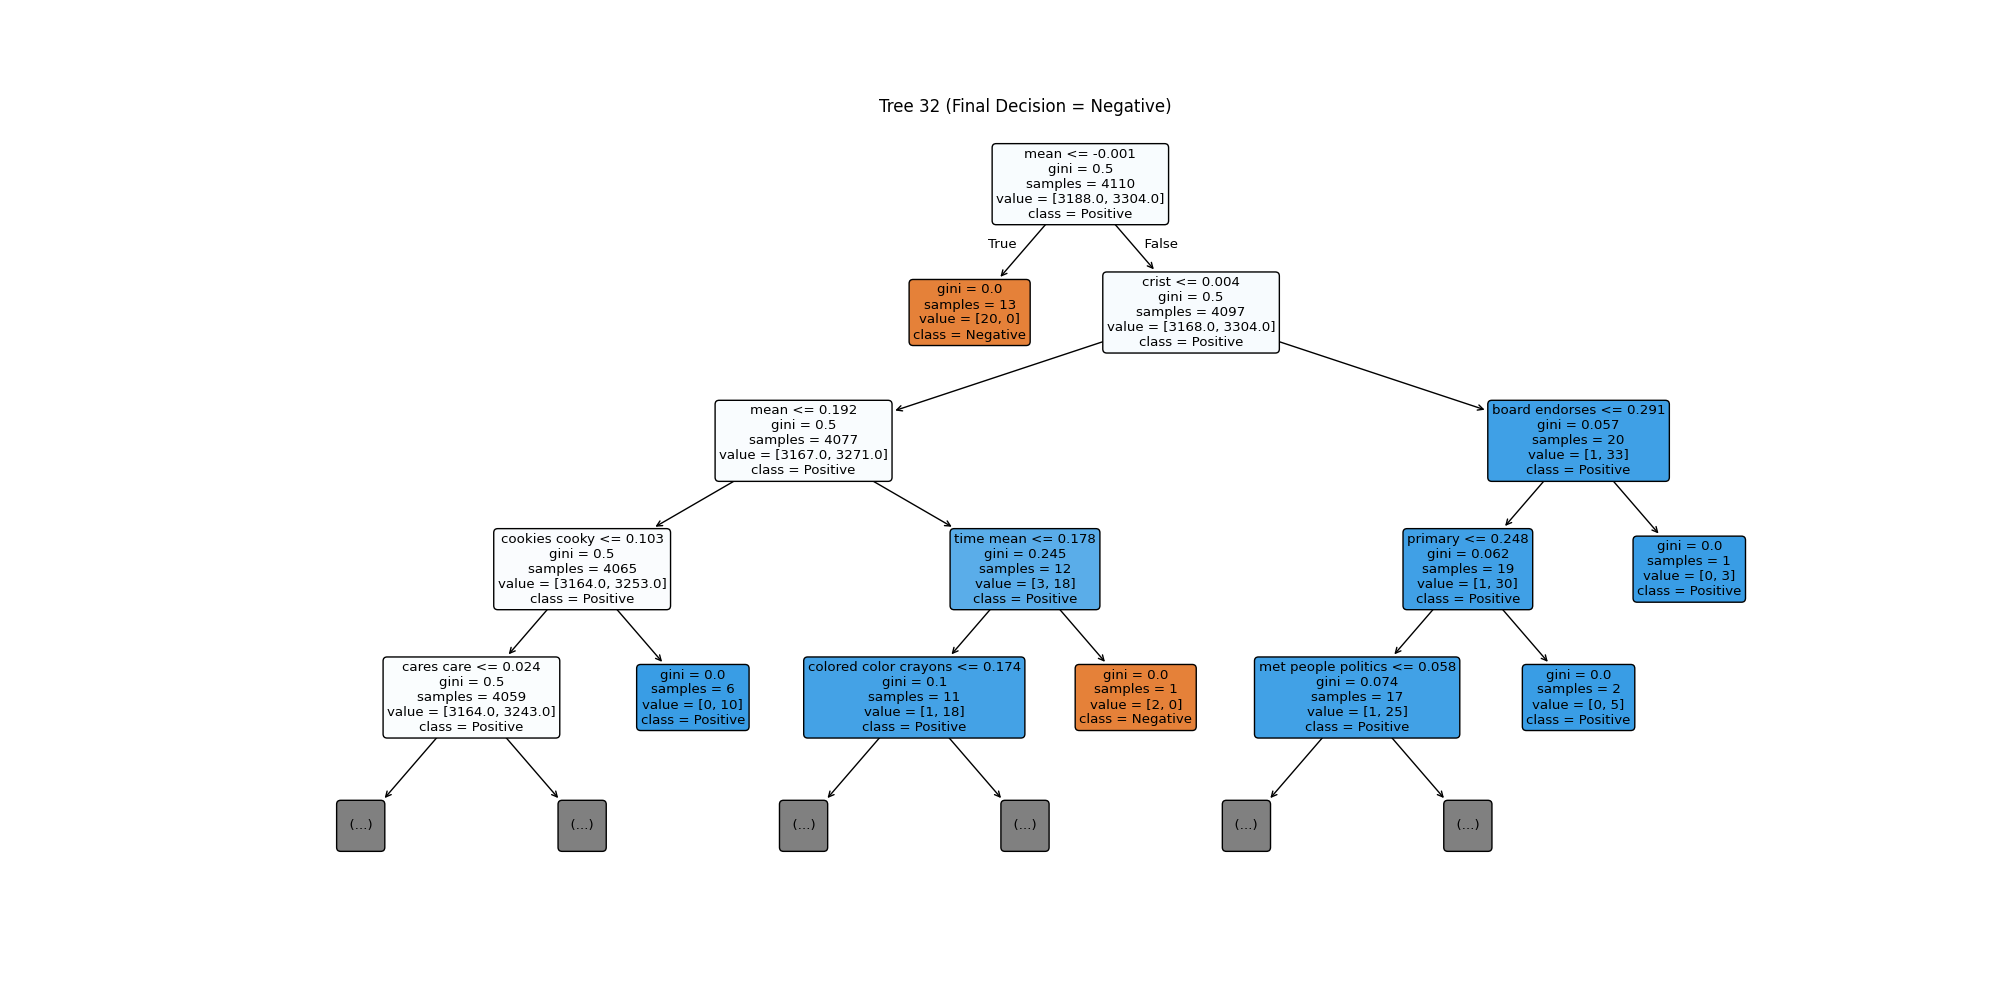 Tree 32 (Final Decision = Negative)
mean <= -0.001
gini = 0.5
samples = 4110
value = [3188.0, 3304.0]
class = Positive
True
False
gini = 0.0
samples = 13
value = [20, 0]
class = Negative
crist <= 0.004
gini = 0.5
samples = 4097
value = [3168.0, 3304.0]
class = Positive
mean <= 0.192
gini = 0.5
samples = 4077
value = [3167.0, 3271.0]
class = Positive
board endorses <= 0.291
gini = 0.057
samples = 20
value = [1, 33]
class = Positive
cookies cooky <= 0.103
gini = 0.5
samples = 4065
value = [3164.0, 3253.0]
class = Positive
time mean <= 0.178
gini = 0.245
samples = 12
value = [3, 18]
class = Positive
primary <= 0.248
gini = 0.062
samples = 19
value = [1, 30]
class = Positive
gini = 0.0
samples = 1
value = [0, 3]
class = Positive
cares care <= 0.024
gini = 0.5
samples = 4059
value = [3164.0, 3243.0]
class = Positive
gini = 0.0
samples = 6
value = [0, 10]
class = Positive
colored color crayons <= 0.174
gini = 0.1
samples = 11
value = [1, 18]
class = Positive
gini = 0.0
samples = 1
value = [2, 0]
class = Negative
met people politics <= 0.058
gini = 0.074
samples = 17
value = [1, 25]
class = Positive
gini = 0.0
samples = 2
value = [0, 5]
class = Positive
(...)
(...)
(...)
(...)
(...)
(...)